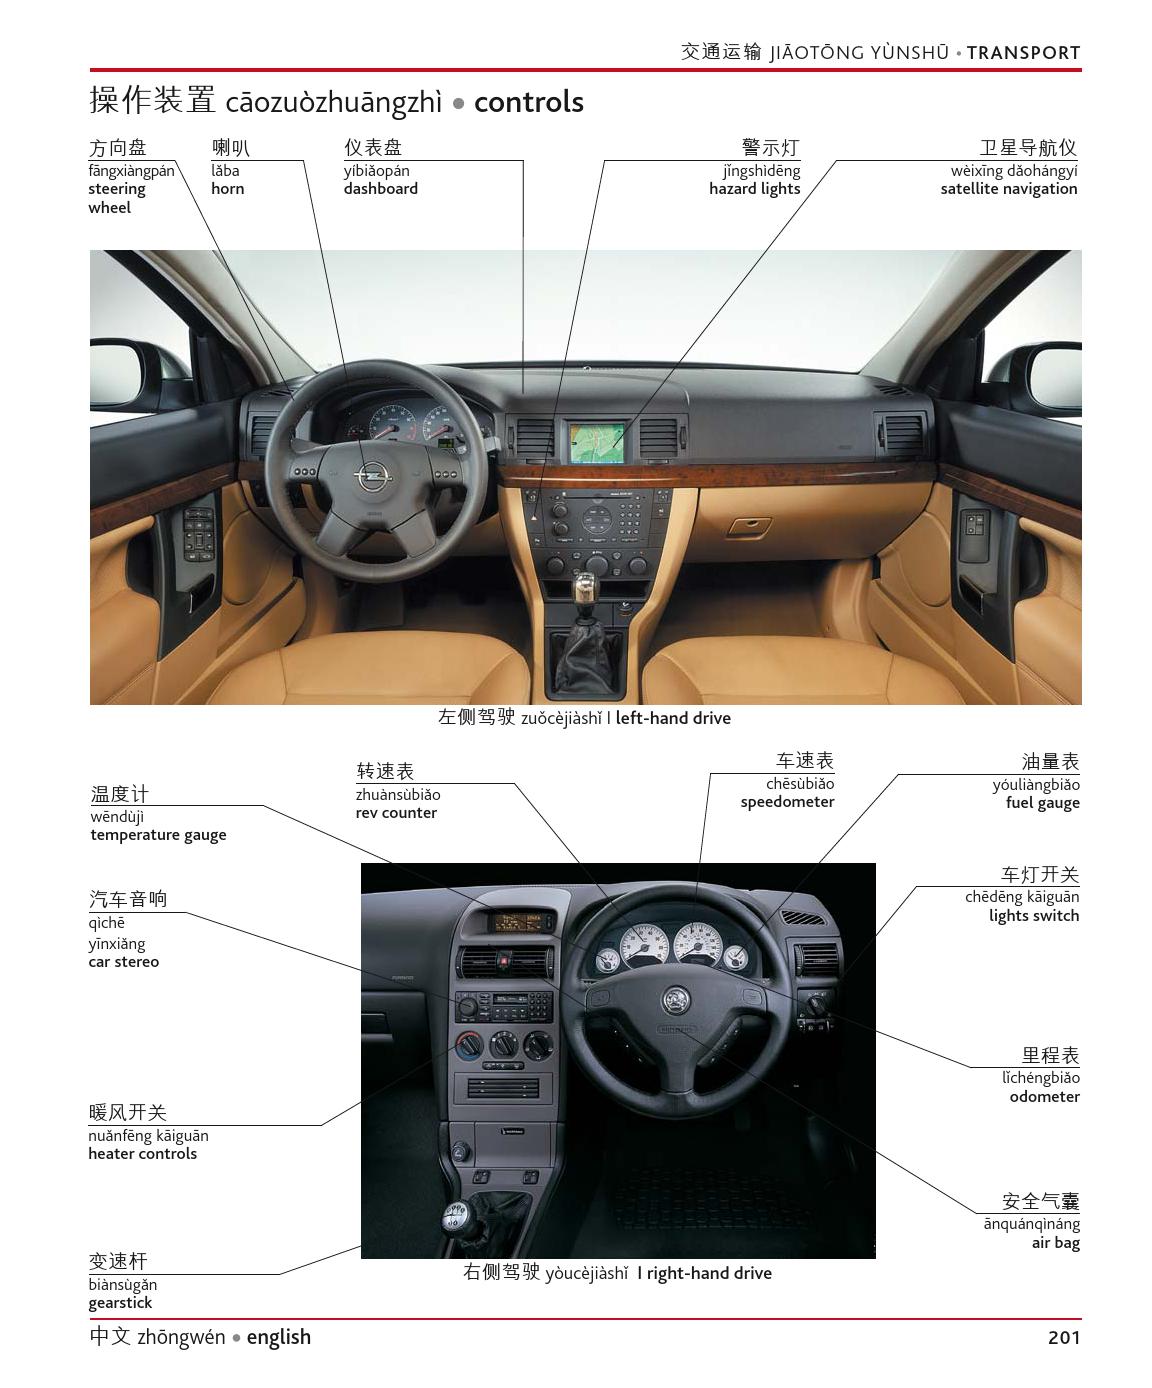 交通运输 JIĀOTŌNG YÙNSHŪ • TRANSPORT
操作装置 cāozuòzhuāngzhì • controls
方向盘
fāngxiàngpán
steering
wheel
喇叭
lǎba
horn
仪表盘
yíbiǎopán
dashboard
警示灯
jǐngshìdēng
hazard lights
卫星导航仪
wèixīng dǎohángyí
satellite navigation
左侧驾驶 zuǒcèjiàshǐ l left-hand drive
温度计
wēndùjì
temperature gauge
转速表
zhuànsùbiǎo
rev counter
车速表
chēsùbiǎo
speedometer
油量表
yóuliàngbiǎo
fuel gauge
汽车音响
qìchē
yīnxiǎng
car stereo
车灯开关
chēdēng kāiguān
lights switch
暖风开关
nuǎnfēng kāiguān
heater controls
里程表
lǐchéngbiǎo
odometer
变速杆
biànsùgǎn
gearstick
安全气囊
ānquánqìnáng
air bag
右侧驾驶 yòucèjiàshǐ l right-hand drive
中文 zhōngwén • english
201